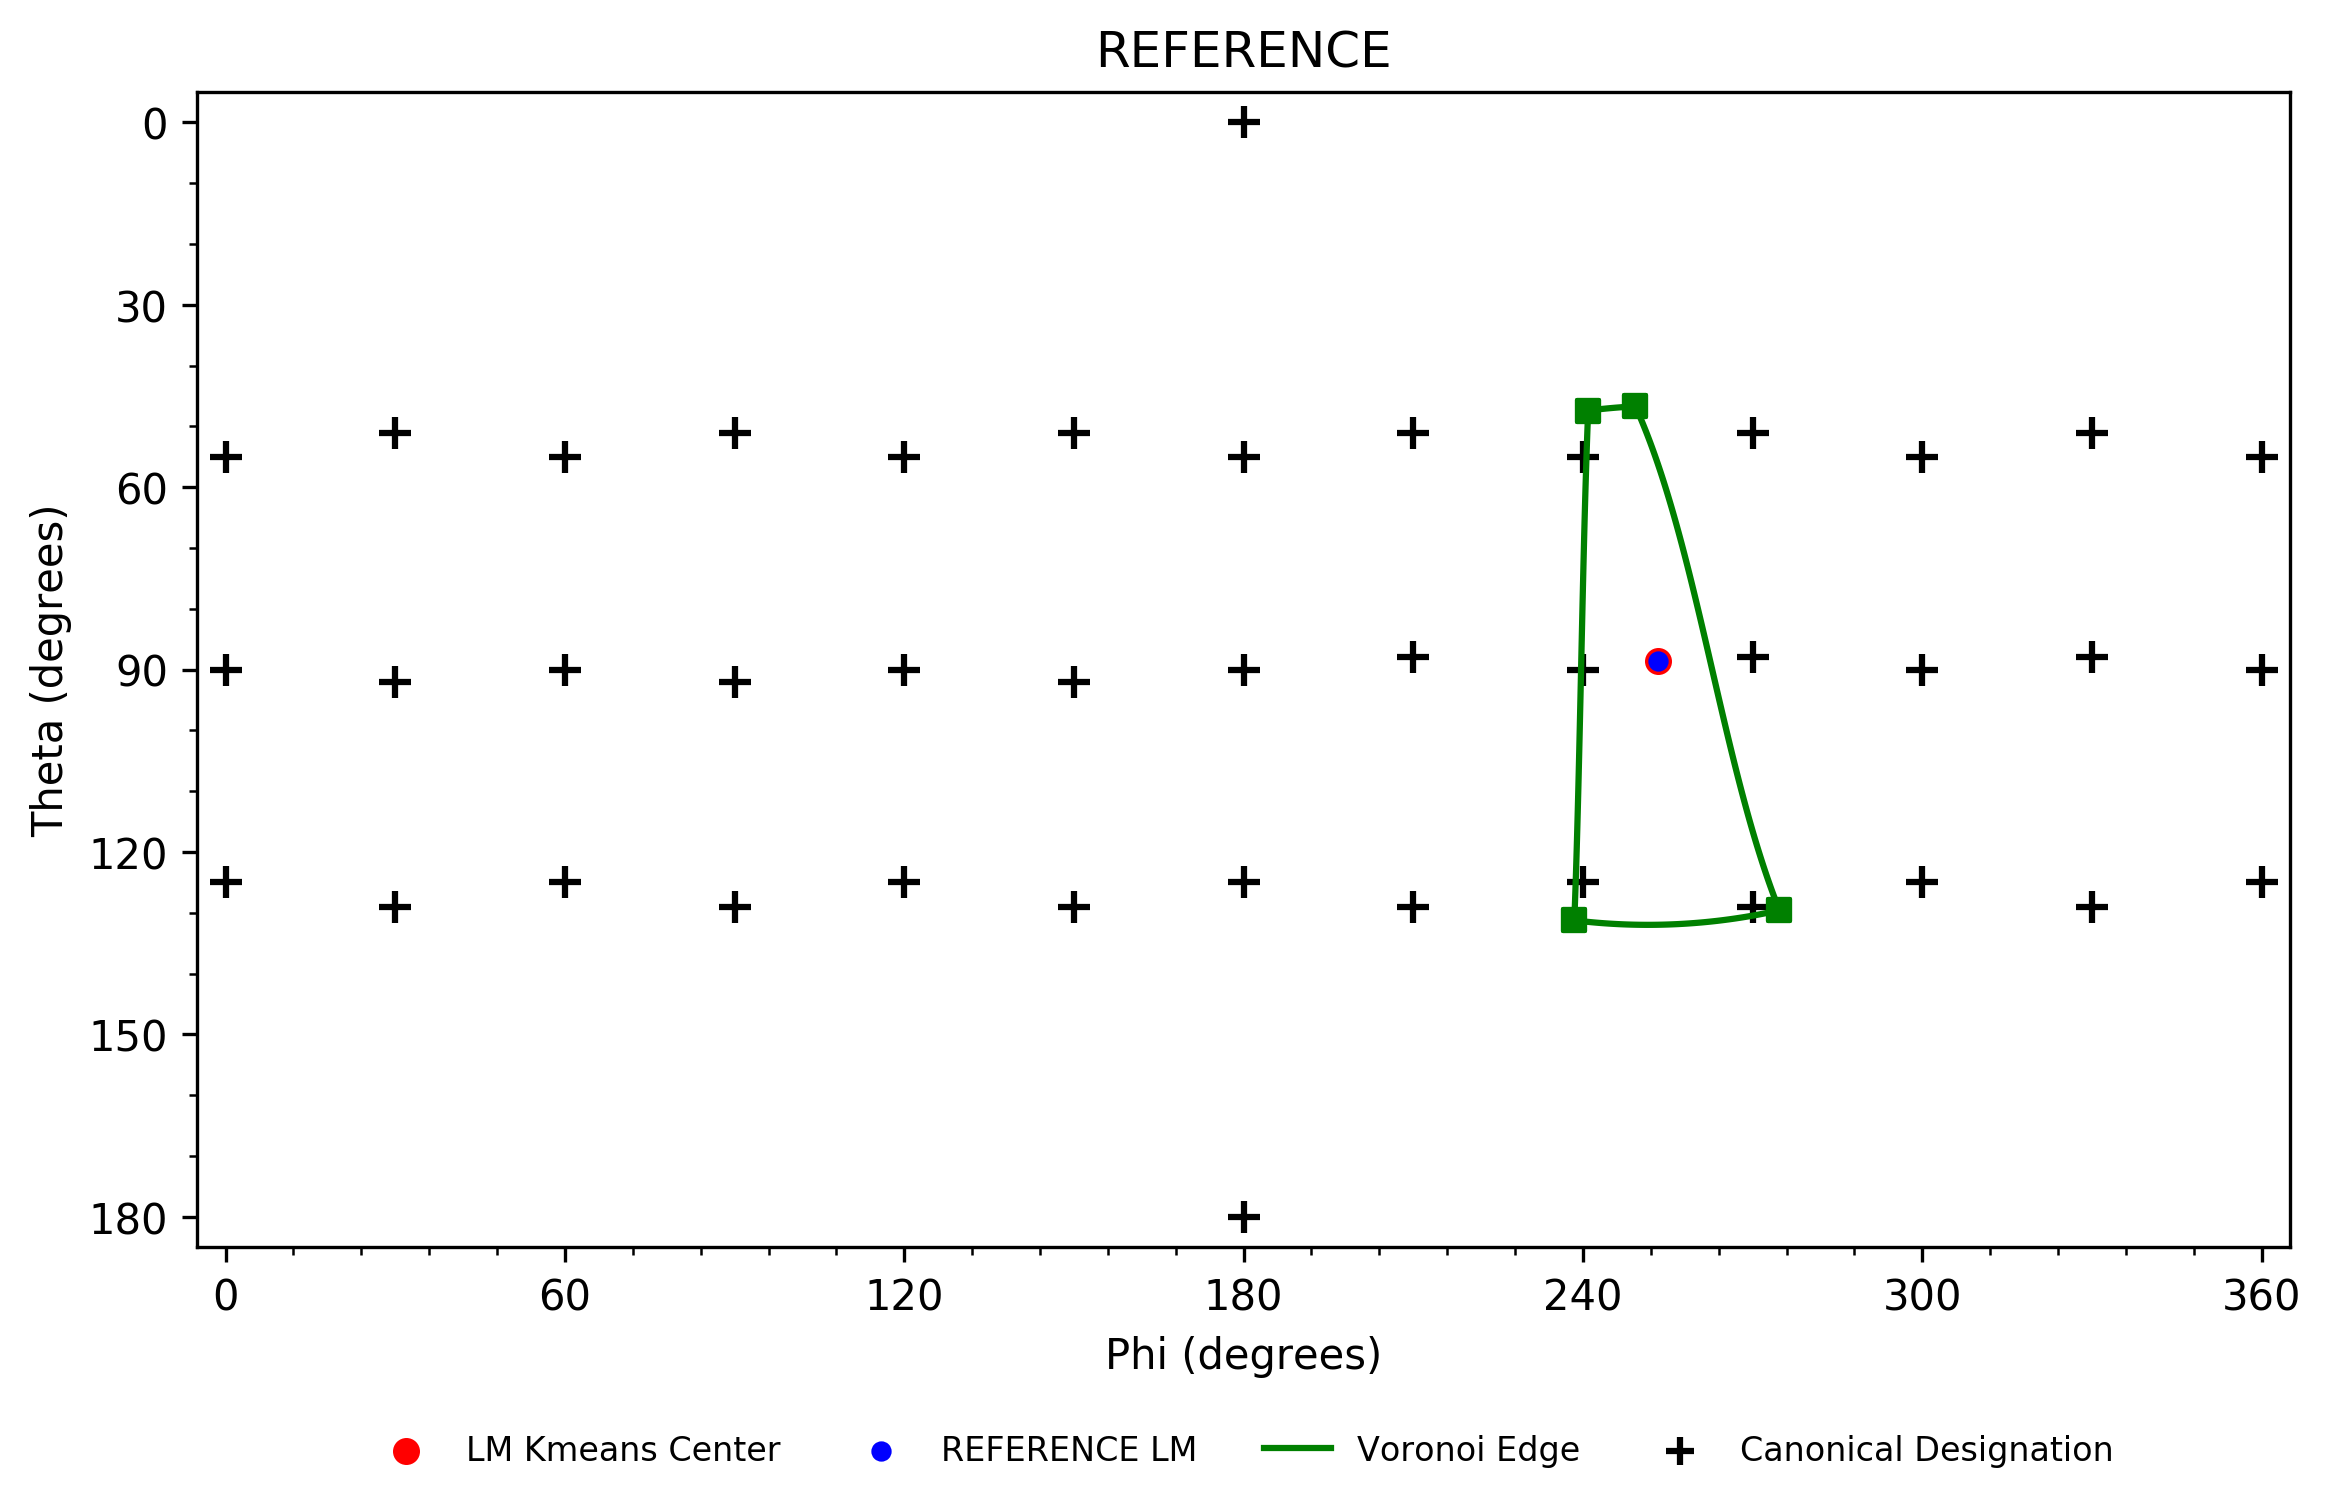 REFERENCE
0
30
60
90
120
150
180
Theta (degrees)
0 60 120 180 240 300 360
Phi (degrees)
LM Kmeans Center REFERENCE LM Voronoi Edge Canonical Designation